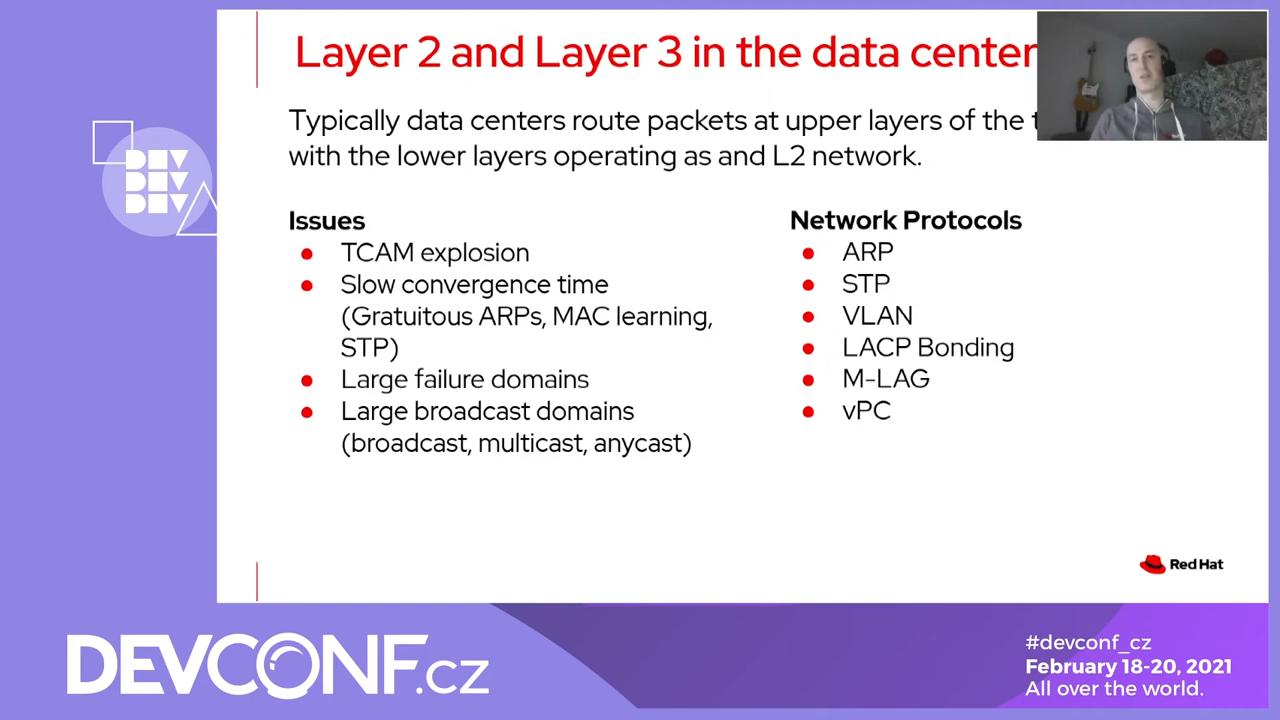 Layer 2 and Layer 3 in the data center
Typically data centers route packets at upper layers of the
with the lower layers operating as and L2 network.
Issues
TCAM explosion
Slow convergence time
(Gratuitous ARPs, MAC learning,
STP)
Large failure domains
Large broadcast domains
(broadcast, multicast, anycast)
Network Protocols
ARP
STP
VLAN
LACP Bonding
M-LAG
vPC
Red Hat
DEV
DEV
DEV
DEVCONF.cz
#devconf_cz
February 18-20, 2021
All over the world.